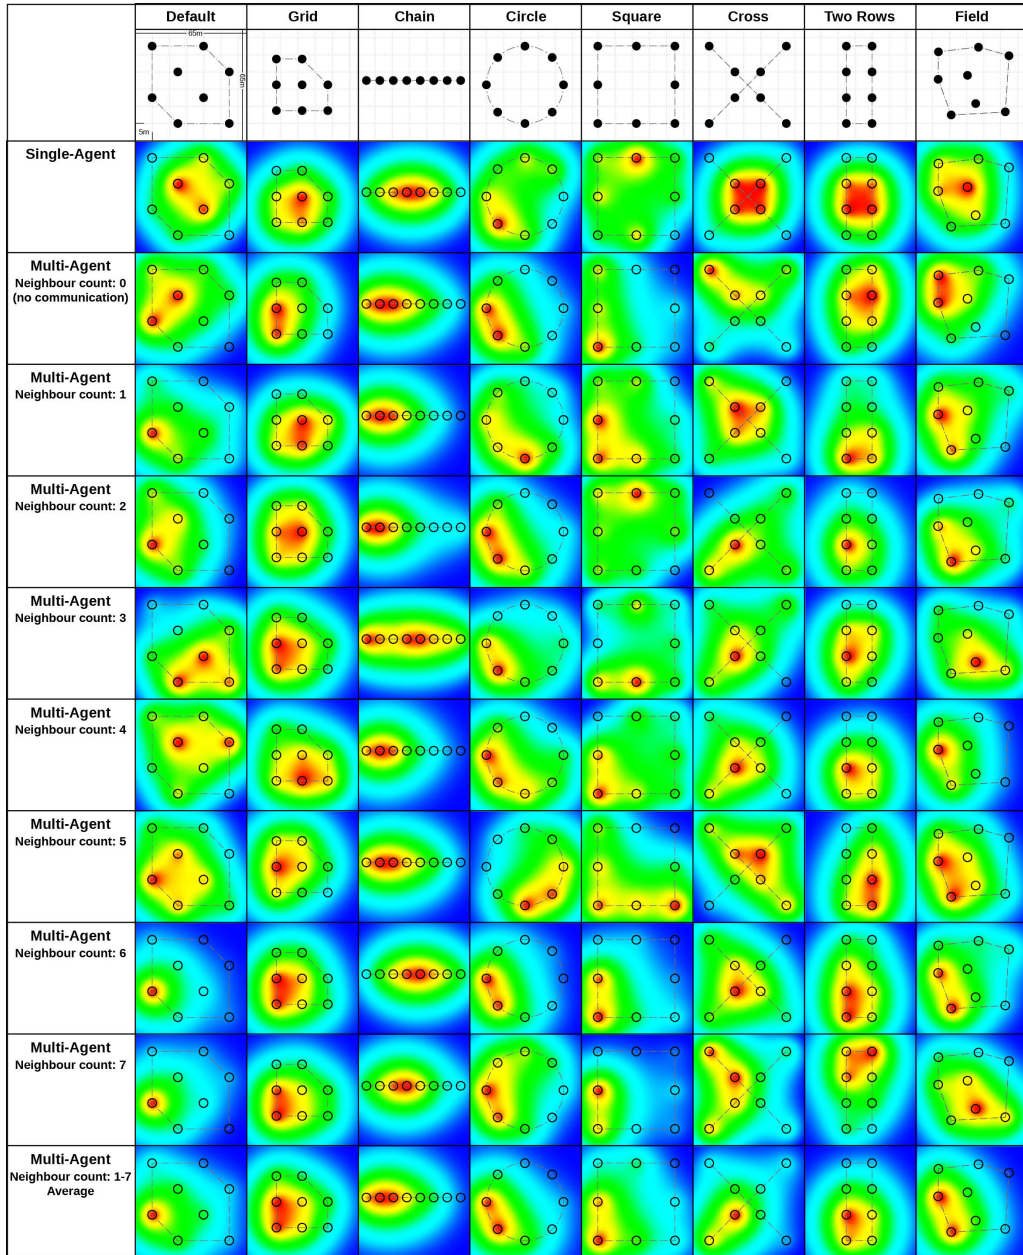 Default Grid Chain Circle Square Cross Two Rows Field
65m
65m
5m
Single-Agent
Multi-Agent
Neighbour count: 0
(no communication)
Multi-Agent
Neighbour count: 1
Multi-Agent
Neighbour count: 2
Multi-Agent
Neighbour count: 3
Multi-Agent
Neighbour count: 4
Multi-Agent
Neighbour count: 5
Multi-Agent
Neighbour count: 6
Multi-Agent
Neighbour count: 7
Multi-Agent
Neighbour count: 1-7
Average